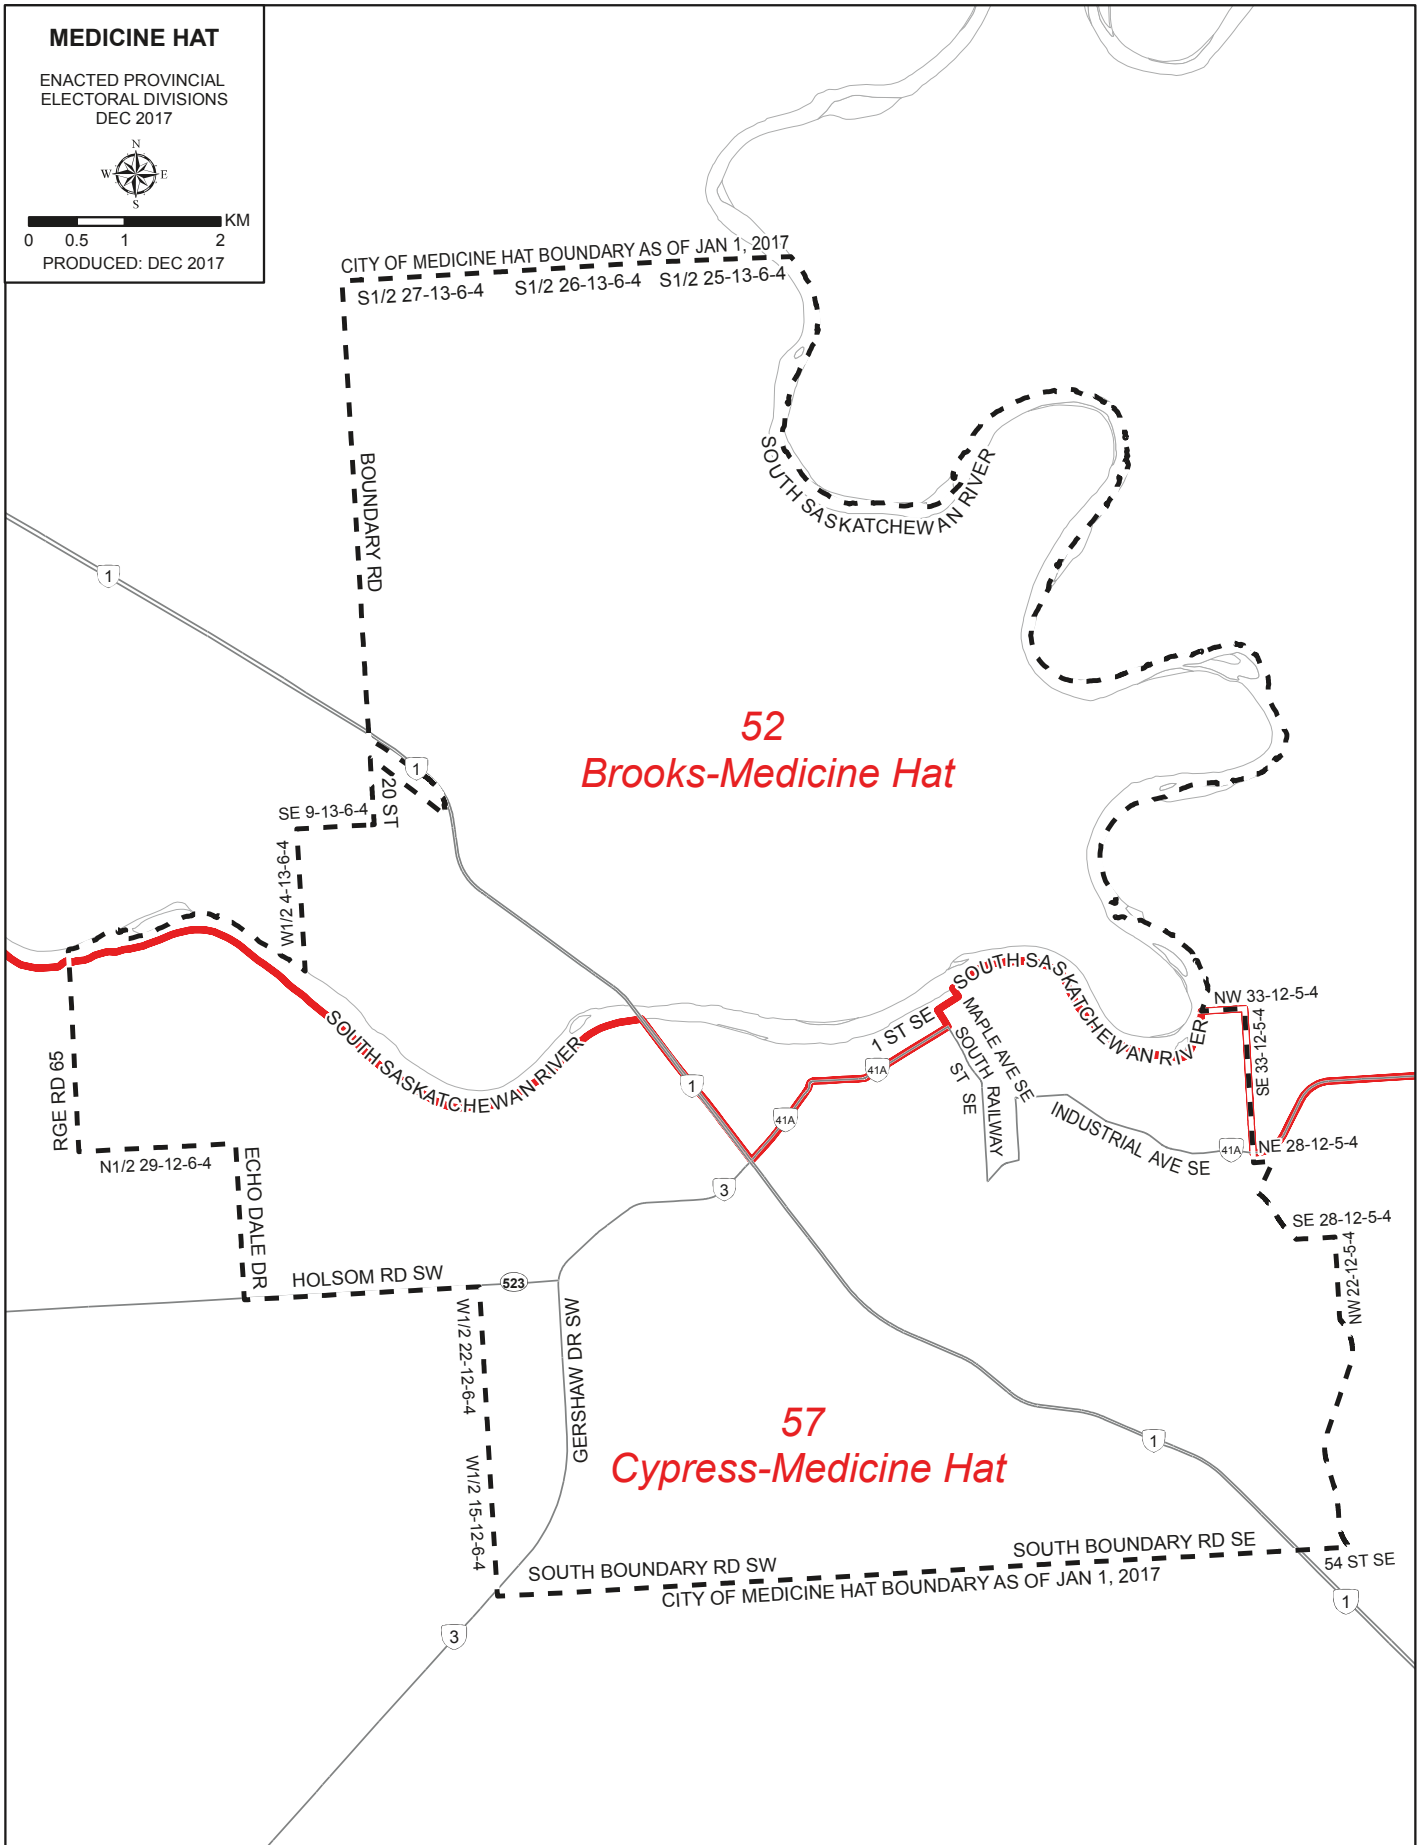 MEDICINE HAT
ENACTED PROVINCIAL
ELECTORAL DIVISIONS
DEC 2017
N
W E
S
KM
0 0.5 1 2
PRODUCED: DEC 2017
CITY OF MEDICINE HAT BOUNDARY AS OF JAN 1, 2017
S1/2 27-13-6-4 S1/2 26-13-6-4 S1/2 25-13-6-4
BOUNDARY RD
SOUTH SASKATCHEWAN RIVER
1
52
Brooks-Medicine Hat
1
20 ST
SE 9-13-6-4
W1/2 4-13-6-4
SOUTH SASKATCHEWAN RIVER
NW 33-12-5-4
SE 33-12-5-4
RGE RD 65
SOUTH SASKATCHEWAN RIVER
1 ST SE
MAPLE AVE SE
SOUTH RAILWAY
ST SE
41A
1
41A
INDUSTRIAL AVE SE
41A
NE 28-12-5-4
N1/2 29-12-6-4
ECHO DALE DR
3
SE 28-12-5-4
NW 22-12-5-4
HOLSOM RD SW
523
W1/2 22-12-6-4
GERSHAW DR SW
57
Cypress-Medicine Hat
1
W1/2 15-12-6-4
SOUTH BOUNDARY RD SW
SOUTH BOUNDARY RD SE
54 ST SE
CITY OF MEDICINE HAT BOUNDARY AS OF JAN 1, 2017
1
3